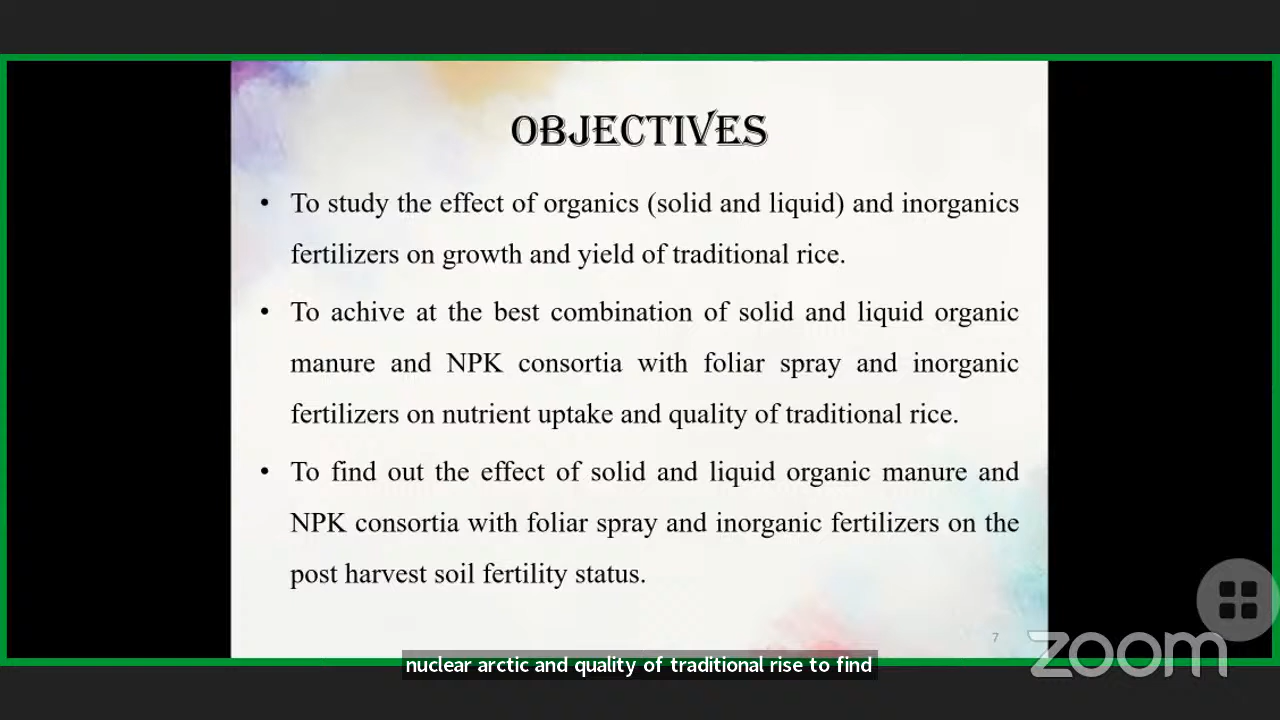 OBJECTIVES
• To study the effect of organics (solid and liquid) and inorganics
fertilizers on growth and yield of traditional rice.
• To achive at the best combination of solid and liquid organic
manure and NPK consortia with foliar spray and inorganic
fertilizers on nutrient uptake and quality of traditional rice.
• To find out the effect of solid and liquid organic manure and
NPK consortia with foliar spray and inorganic fertilizers on the
post harvest soil fertility status.
7
zoom
nuclear arctic and quality of traditional rise to find